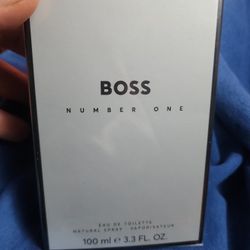 BOSS
NUMBER ONE
EAU DE TOILETTE
NATURAL SPRAY · VAPORISATEUR
100 ml ℮ 3.3 FL. OZ.